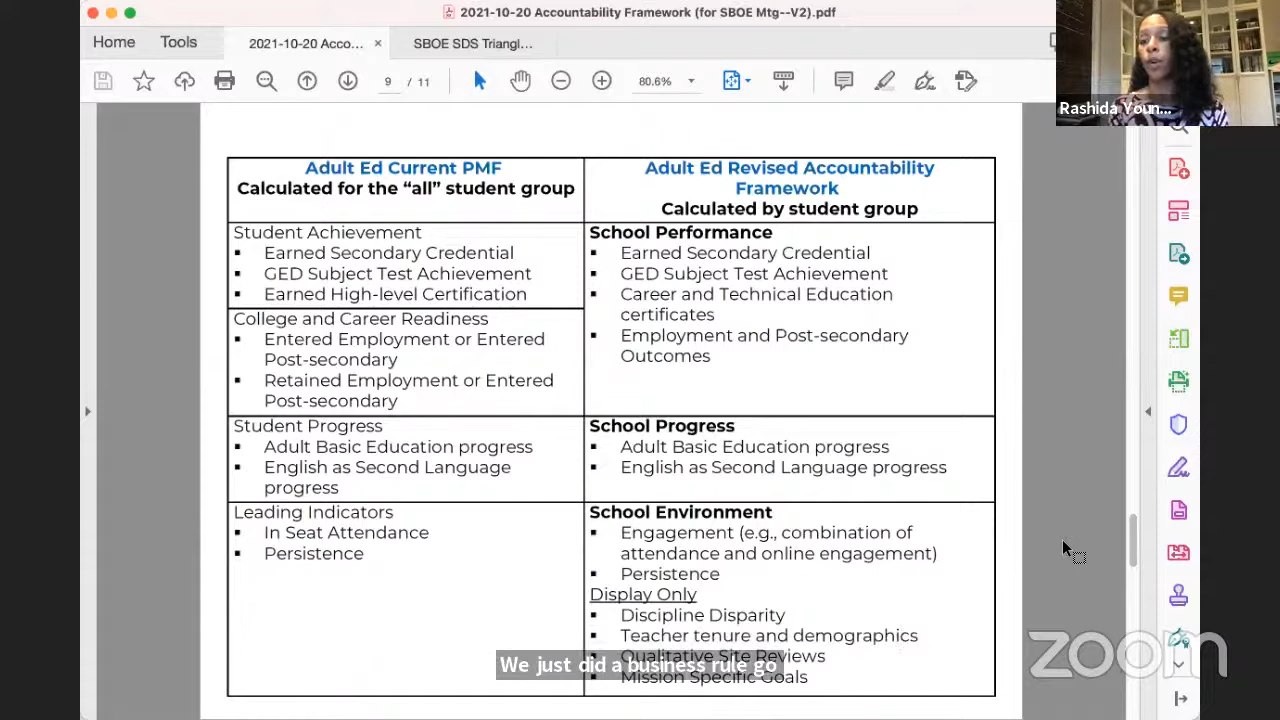 2021-10-20 Accountability Framework (for SBOE Mtg--V2).pdf
Home
Tools
2021-10-20 Acco...
×
SBOE SDS Triangl...
9 / 11
80.6%
Rashida Youn...
Adult Ed Current PMF
Calculated for the “all” student group
Adult Ed Revised Accountability
Framework
Calculated by student group
Student Achievement
▪ Earned Secondary Credential
▪ GED Subject Test Achievement
▪ Earned High-level Certification
College and Career Readiness
▪ Entered Employment or Entered
Post-secondary
▪ Retained Employment or Entered
Post-secondary
School Performance
▪ Earned Secondary Credential
▪ GED Subject Test Achievement
▪ Career and Technical Education
certificates
▪ Employment and Post-secondary
Outcomes
Student Progress
▪ Adult Basic Education progress
▪ English as Second Language
progress
School Progress
▪ Adult Basic Education progress
▪ English as Second Language progress
Leading Indicators
▪ In Seat Attendance
▪ Persistence
School Environment
▪ Engagement (e.g., combination of
attendance and online engagement)
▪ Persistence
Display Only
▪ Discipline Disparity
▪ Teacher tenure and demographics
▪ Qualitative Site Reviews
▪ Mission Specific Goals
We just did a business rule go
zoom